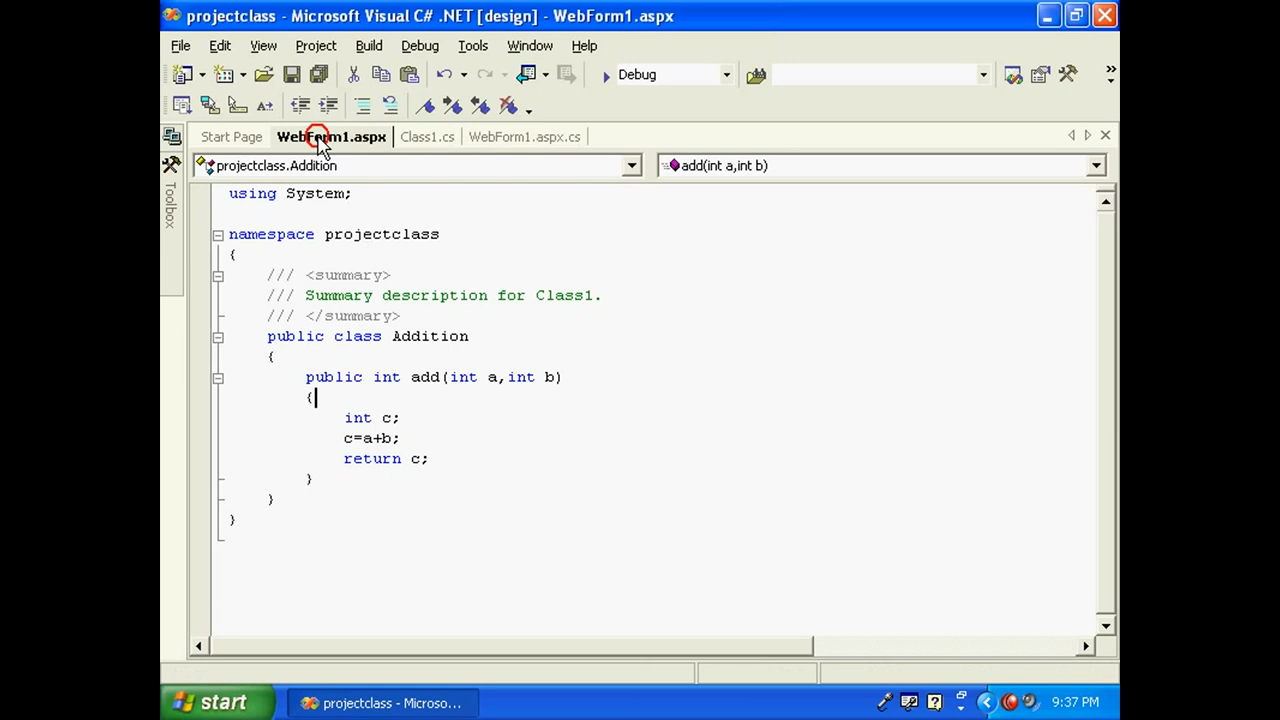 projectclass - Microsoft Visual C# .NET [design] - WebForm1.aspx
File Edit View Project Build Debug Tools Window Help
Debug
Start Page WebForm1.aspx Class1.cs WebForm1.aspx.cs
projectclass.Addition add(int a,int b)
Toolbox
using System;
namespace projectclass
{
/// <summary>
/// Summary description for Class1.
/// </summary>
public class Addition
{
public int add(int a,int b)
{
int c;
c=a+b;
return c;
}
}
}
start projectclass - Microso... 9:37 PM